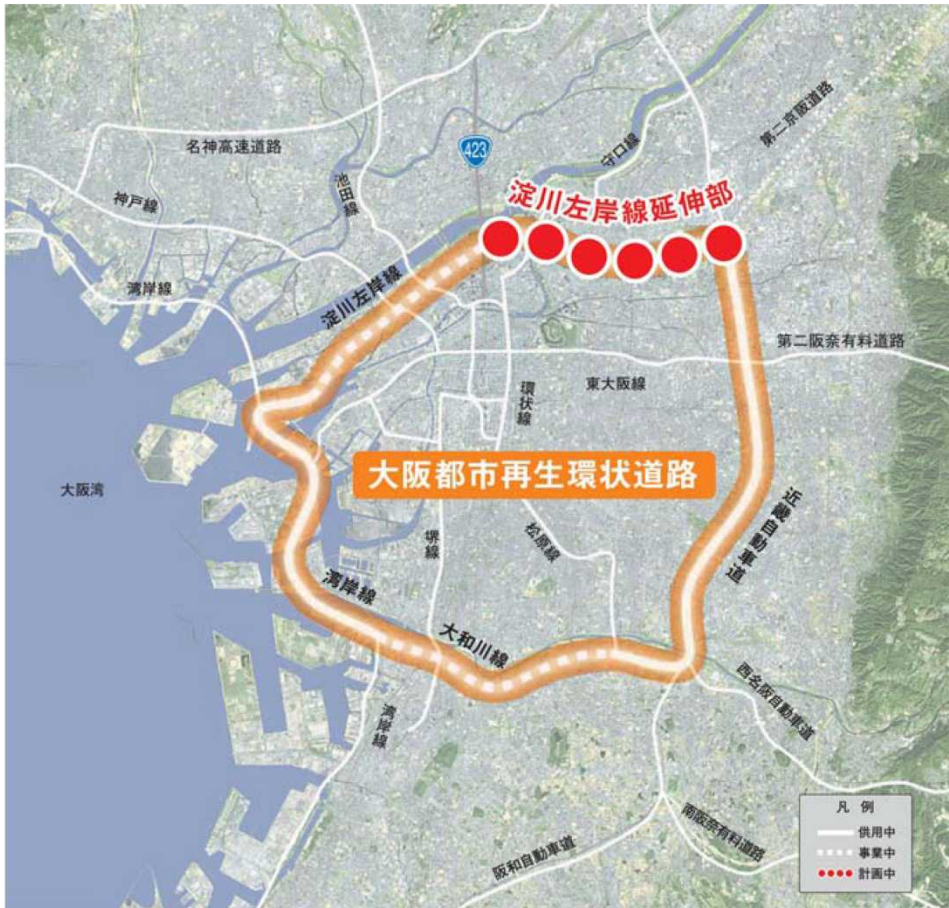 名神高速道路
423
守口線
第二京阪道路
神戸線
池田線
淀川左岸線延伸部
湾岸線
淀川左岸線
第二阪奈有料道路
東大阪線
環状線
大阪都市再生環状道路
大阪湾
近畿自動車道
堺線
松原線
湾岸線
大和川線
西名阪自動車道
湾岸線
南阪奈有料道路
阪和自動車道
凡 例
供用中
事業中
計画中